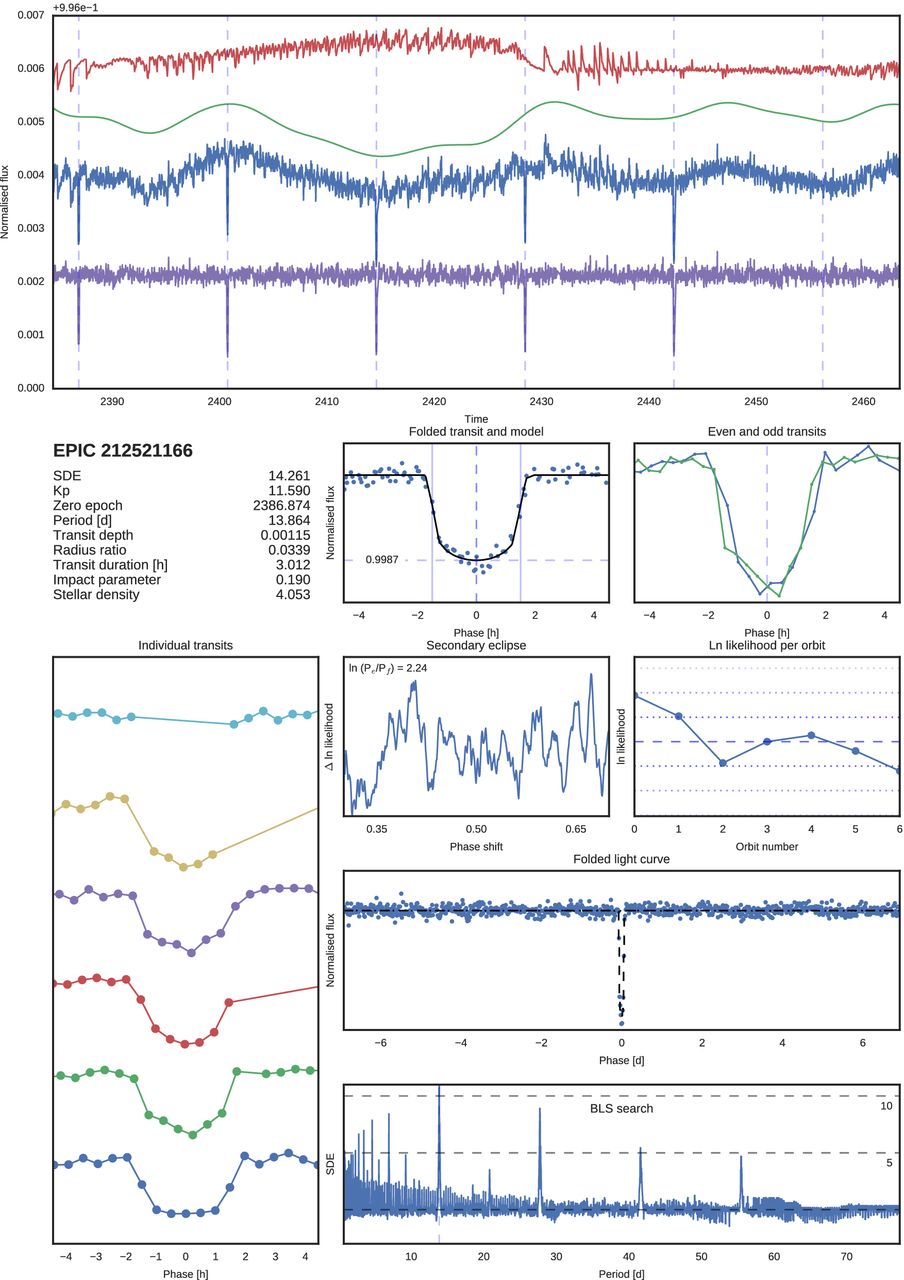 +9.96e−1
0.007
0.006
0.005
0.004
0.003
0.002
0.001
0.000
Normalised flux
2390 2400 2410 2420 2430 2440 2450 2460
Time
EPIC 212521166
SDE 14.261
Kp 11.590
Zero epoch 2386.874
Period [d] 13.864
Transit depth 0.00115
Radius ratio 0.0339
Transit duration [h] 3.012
Impact parameter 0.190
Stellar density 4.053
Folded transit and model
Normalised flux
0.9987
−4 −2 0 2 4
Phase [h]
Even and odd transits
−4 −2 0 2 4
Phase [h]
Individual transits
−4 −3 −2 −1 0 1 2 3 4
Phase [h]
Secondary eclipse
ln (Pₑ/P_f) = 2.24
Δ ln likelihood
0.35 0.50 0.65
Phase shift
Ln likelihood per orbit
ln likelihood
0 1 2 3 4 5 6
Orbit number
Folded light curve
Normalised flux
−6 −4 −2 0 2 4 6
Phase [d]
BLS search
10
5
SDE
10 20 30 40 50 60 70
Period [d]